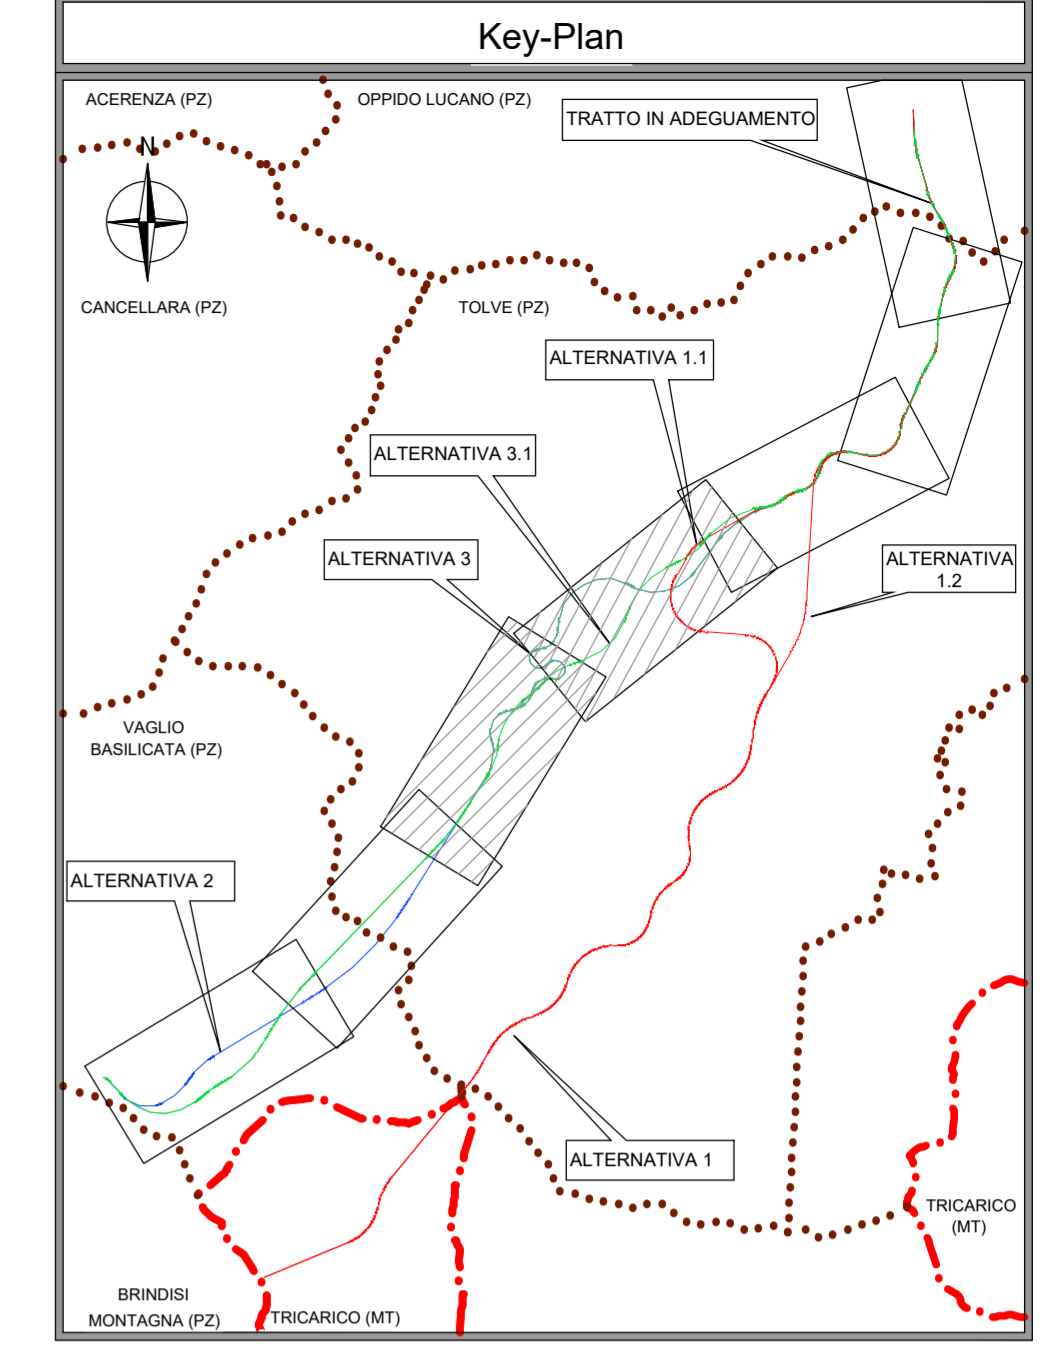 Key-Plan
ACERENZA (PZ)
OPPIDO LUCANO (PZ)
TRATTO IN ADEGUAMENTO
N
CANCELLARA (PZ)
TOLVE (PZ)
ALTERNATIVA 1.1
ALTERNATIVA 3.1
ALTERNATIVA 3
ALTERNATIVA
1.2
VAGLIO
BASILICATA (PZ)
ALTERNATIVA 2
ALTERNATIVA 1
TRICARICO
(MT)
BRINDISI
MONTAGNA (PZ)
TRICARICO (MT)